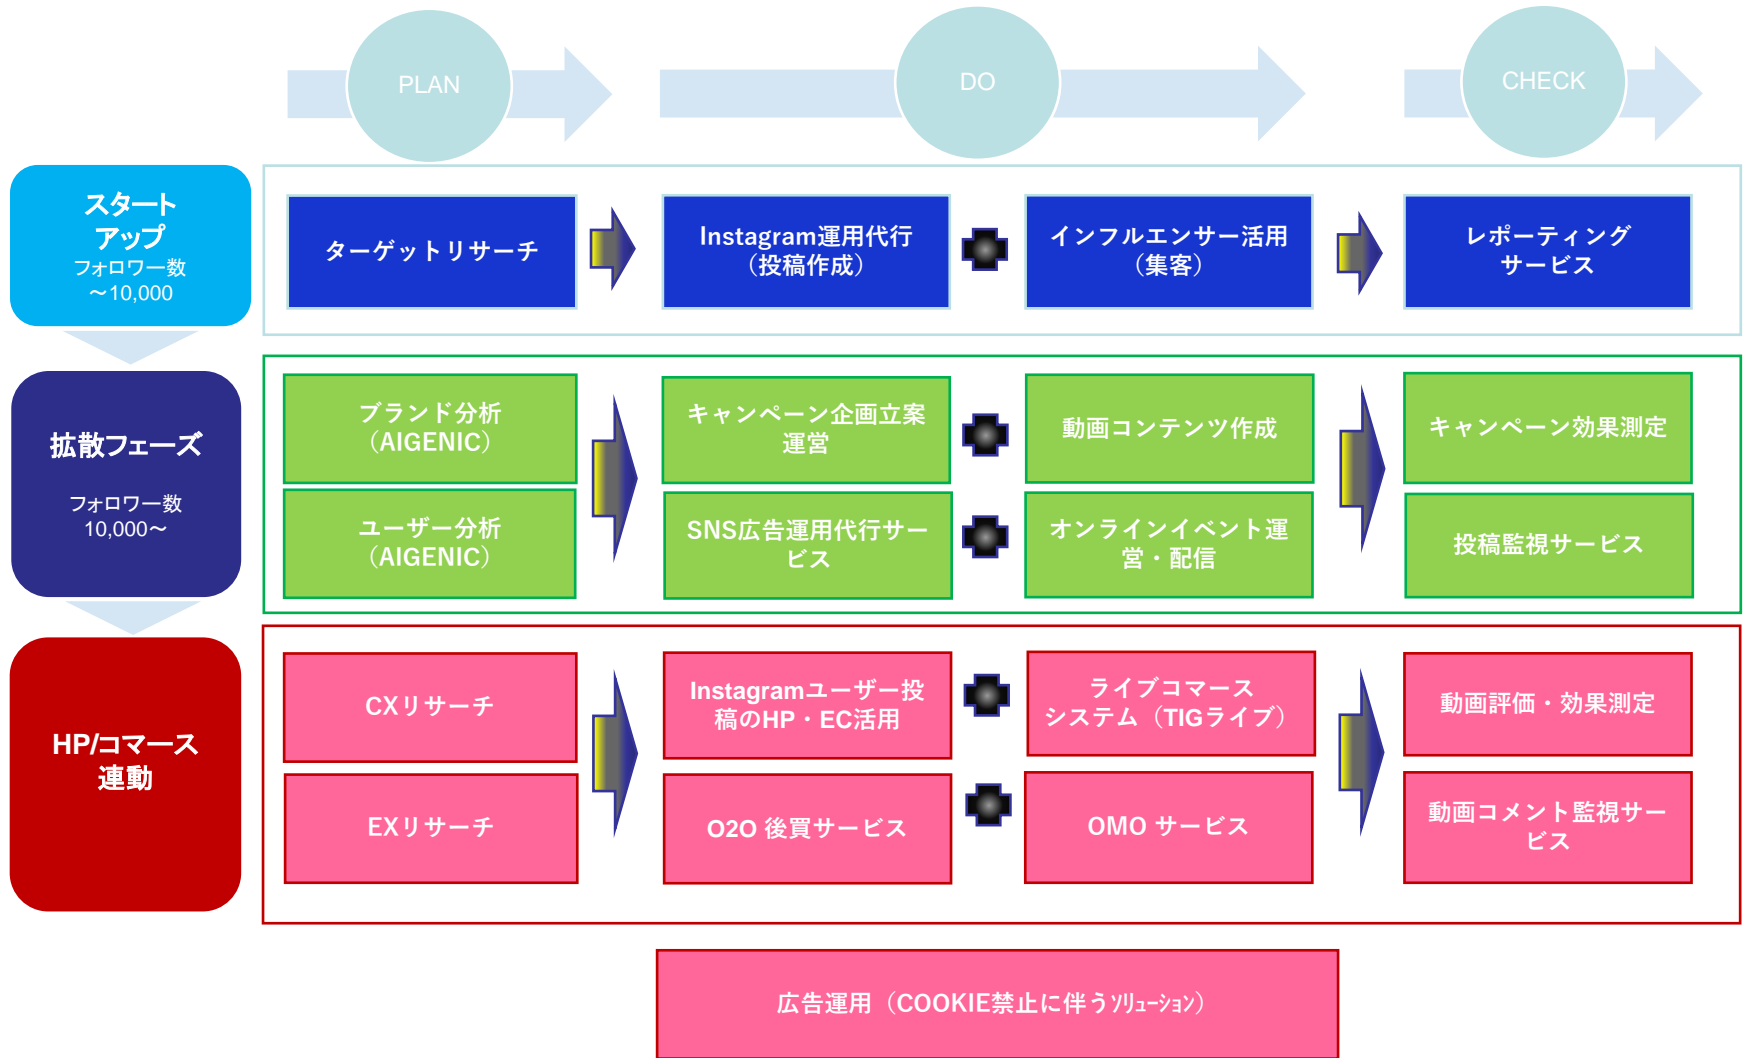 PLAN
DO
CHECK
スタート
アップ
フォロワー数
～10,000
ターゲットリサーチ
Instagram運用代行
（投稿作成）
インフルエンサー活用
（集客）
レポーティング
サービス
拡散フェーズ
フォロワー数
10,000～
ブランド分析
（AIGENIC）
キャンペーン企画立案
運営
動画コンテンツ作成
キャンペーン効果測定
ユーザー分析
（AIGENIC）
SNS広告運用代行サー
ビス
オンラインイベント運
営・配信
投稿監視サービス
HP/コマース
連動
CXリサーチ
Instagramユーザー投
稿のHP・EC活用
ライブコマース
システム（TIGライブ）
動画評価・効果測定
EXリサーチ
O2O 後買サービス
OMO サービス
動画コメント監視サー
ビス
広告運用（COOKIE禁止に伴うｿﾘｭｰｼｮﾝ）